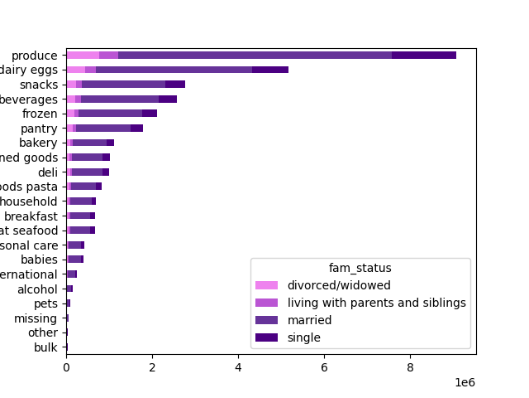 produce
dairy eggs
snacks
beverages
frozen
pantry
bakery
ned goods
deli
ods pasta
household
breakfast
at seafood
sonal care
babies
ernational
alcohol
pets
missing
other
bulk
fam_status
divorced/widowed
living with parents and siblings
married
single
0 2 4 6 8
1e6